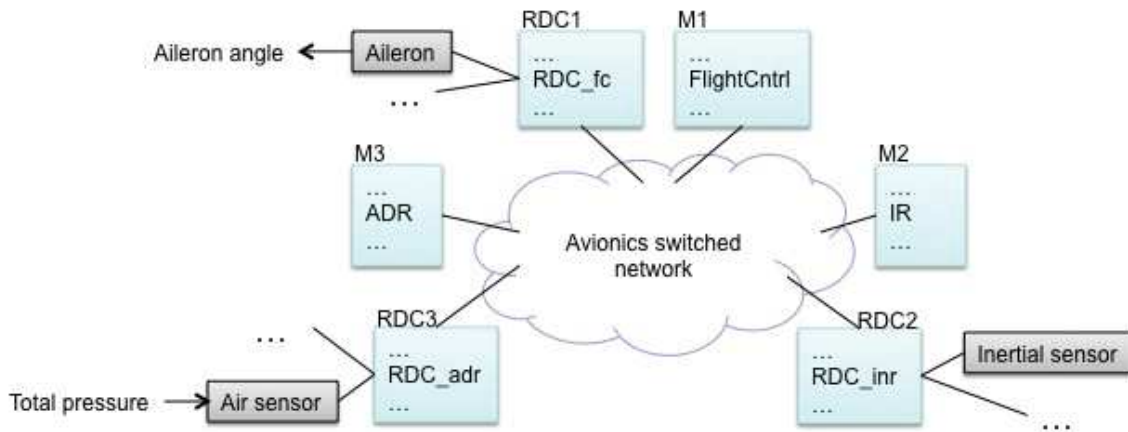 RDC1
M1
Aileron angle
Aileron
...
RDC_fc
...
...
FlightCntrl
...
...
M3
...
ADR
...
M2
...
IR
...
Avionics switched
network
RDC3
...
RDC_adr
...
RDC2
...
RDC_inr
...
Inertial sensor
...
...
Total pressure
Air sensor